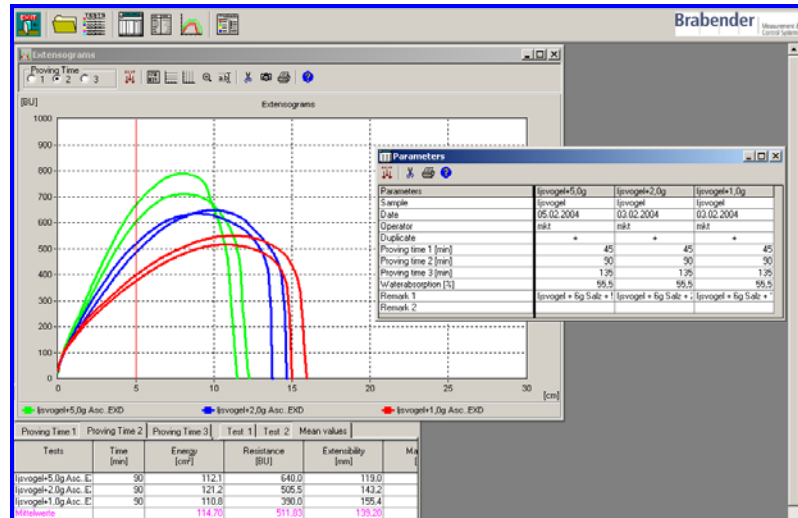 Brabender
Measurement &
Control Systems
Extensograms
Proving Time
1 2 3
[BU]
Extensograms
1000
900
800
700
600
500
400
300
200
100
0
0 5 10 15 20 25 30
[cm]
Ijsvogel+5,0g Asc..EXD Ijsvogel+2,0g Asc..EXD Ijsvogel+1,0g Asc..EXD
Parameters
Parameters Ijsvogel+5,0g Ijsvogel+2,0g Ijsvogel+1,0g
Sample Ijsvogel Ijsvogel Ijsvogel
Date 05.02.2004 03.02.2004 03.02.2004
Operator mkt mkt mkt
Duplicate + + +
Proving time 1 [min] 45 45 45
Proving time 2 [min] 90 90 90
Proving time 3 [min] 135 135 135
Waterabsorption [%] 55,5 55,5 55,5
Remark 1 Ijsvogel + 6g Salz + Ijsvogel + 6g Salz + Ijsvogel + 6g Salz +
Remark 2
Proving Time 1 Proving Time 2 Proving Time 3 Test 1 Test 2 Mean values
Tests Time Energy Resistance Extensibility Ma
[min] [cm²] [BU] [mm] [
Ijsvogel+5,0g Asc..E 90 112,1 640,0 119,0
Ijsvogel+2,0g Asc..E 90 121,2 505,5 143,2
Ijsvogel+1,0g Asc..E 90 110,8 390,0 155,4
Mittelwerte 114,70 511,83 139,20